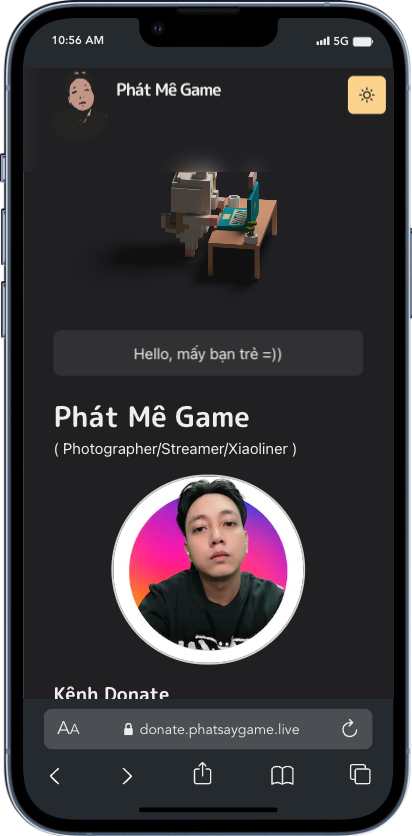 10:56 AM
5G
Phát Mê Game
Hello, mấy bạn trẻ =))
Phát Mê Game
( Photographer/Streamer/Xiaoliner )
Kênh Donate
AA
donate.phatsaygame.live